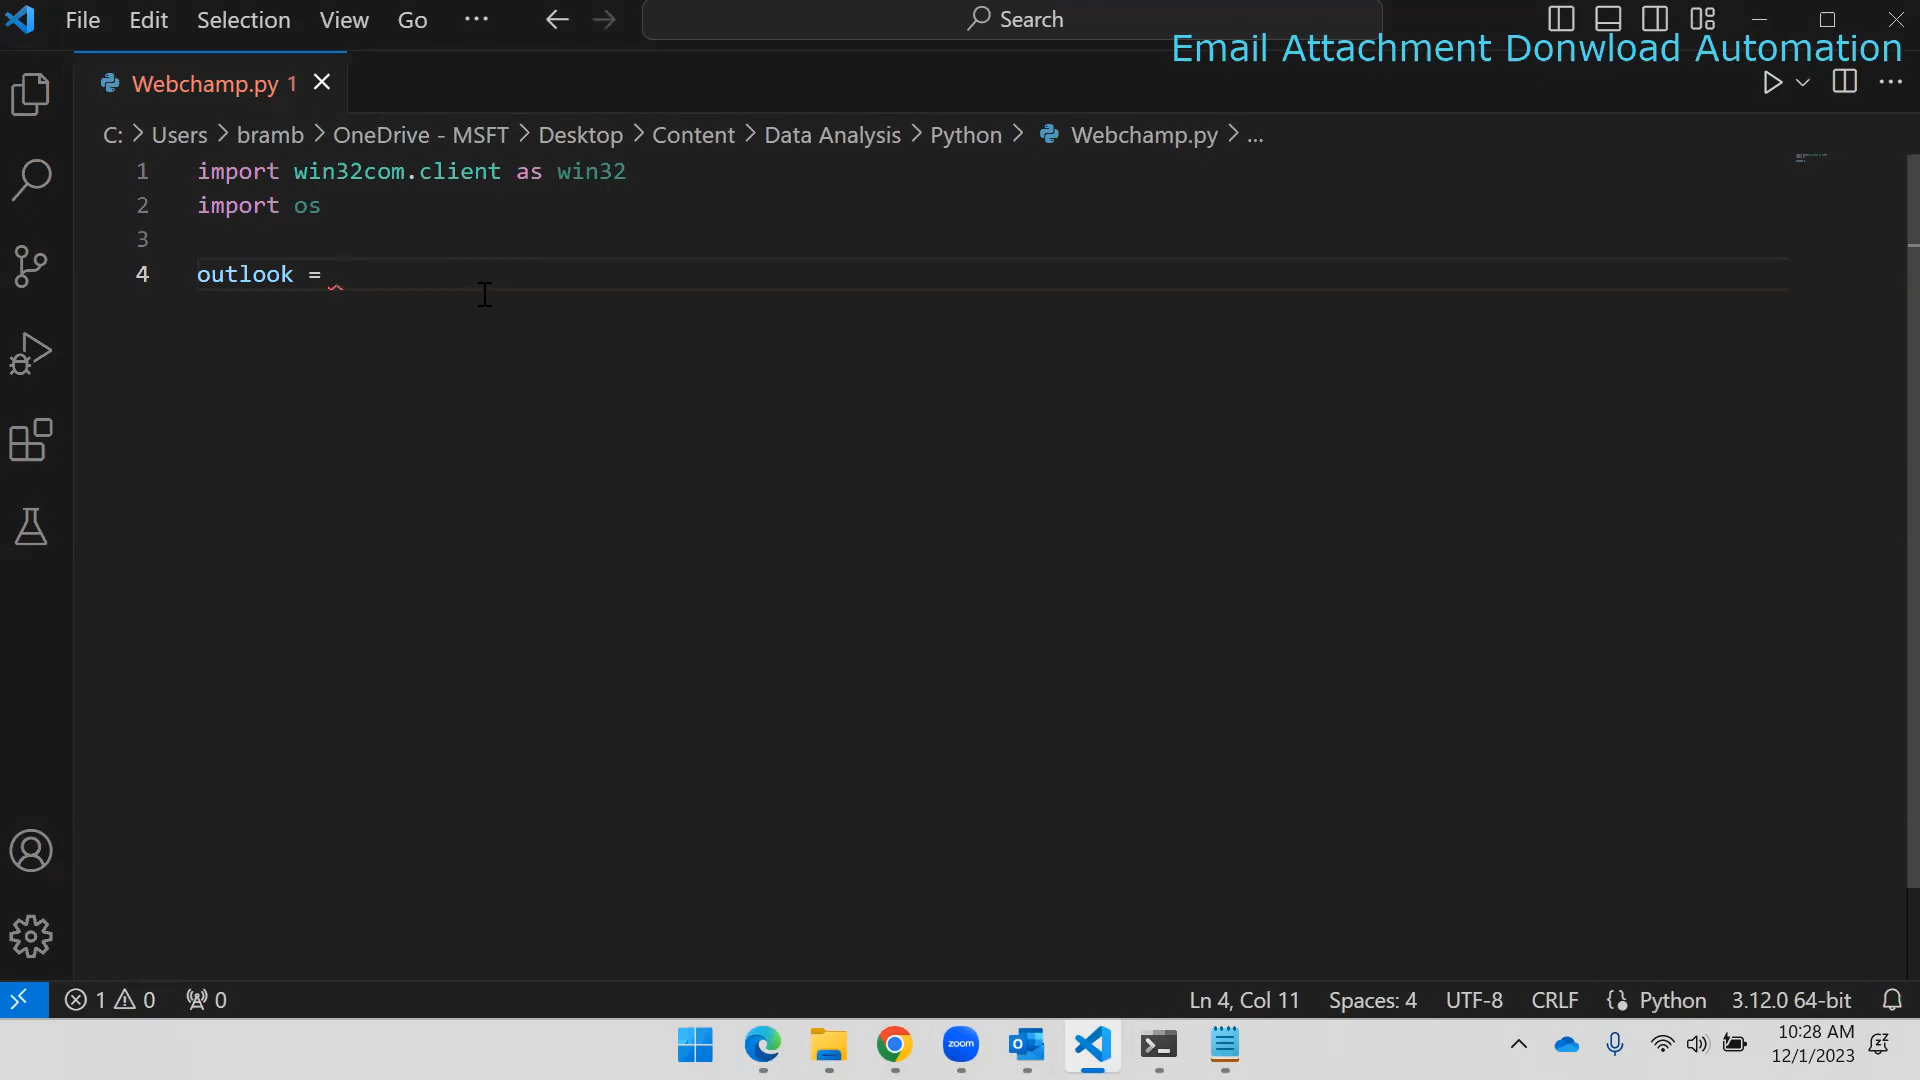 File Edit Selection View Go ... Search
Email Attachment Donwload Automation
Webchamp.py 1
C: > Users > bramb > OneDrive - MSFT > Desktop > Content > Data Analysis > Python > Webchamp.py > ...
1 import win32com.client as win32
2 import os
3
4 outlook =
1 0 0 Ln 4, Col 11 Spaces: 4 UTF-8 CRLF Python 3.12.0 64-bit
zoom
10:28 AM
12/1/2023